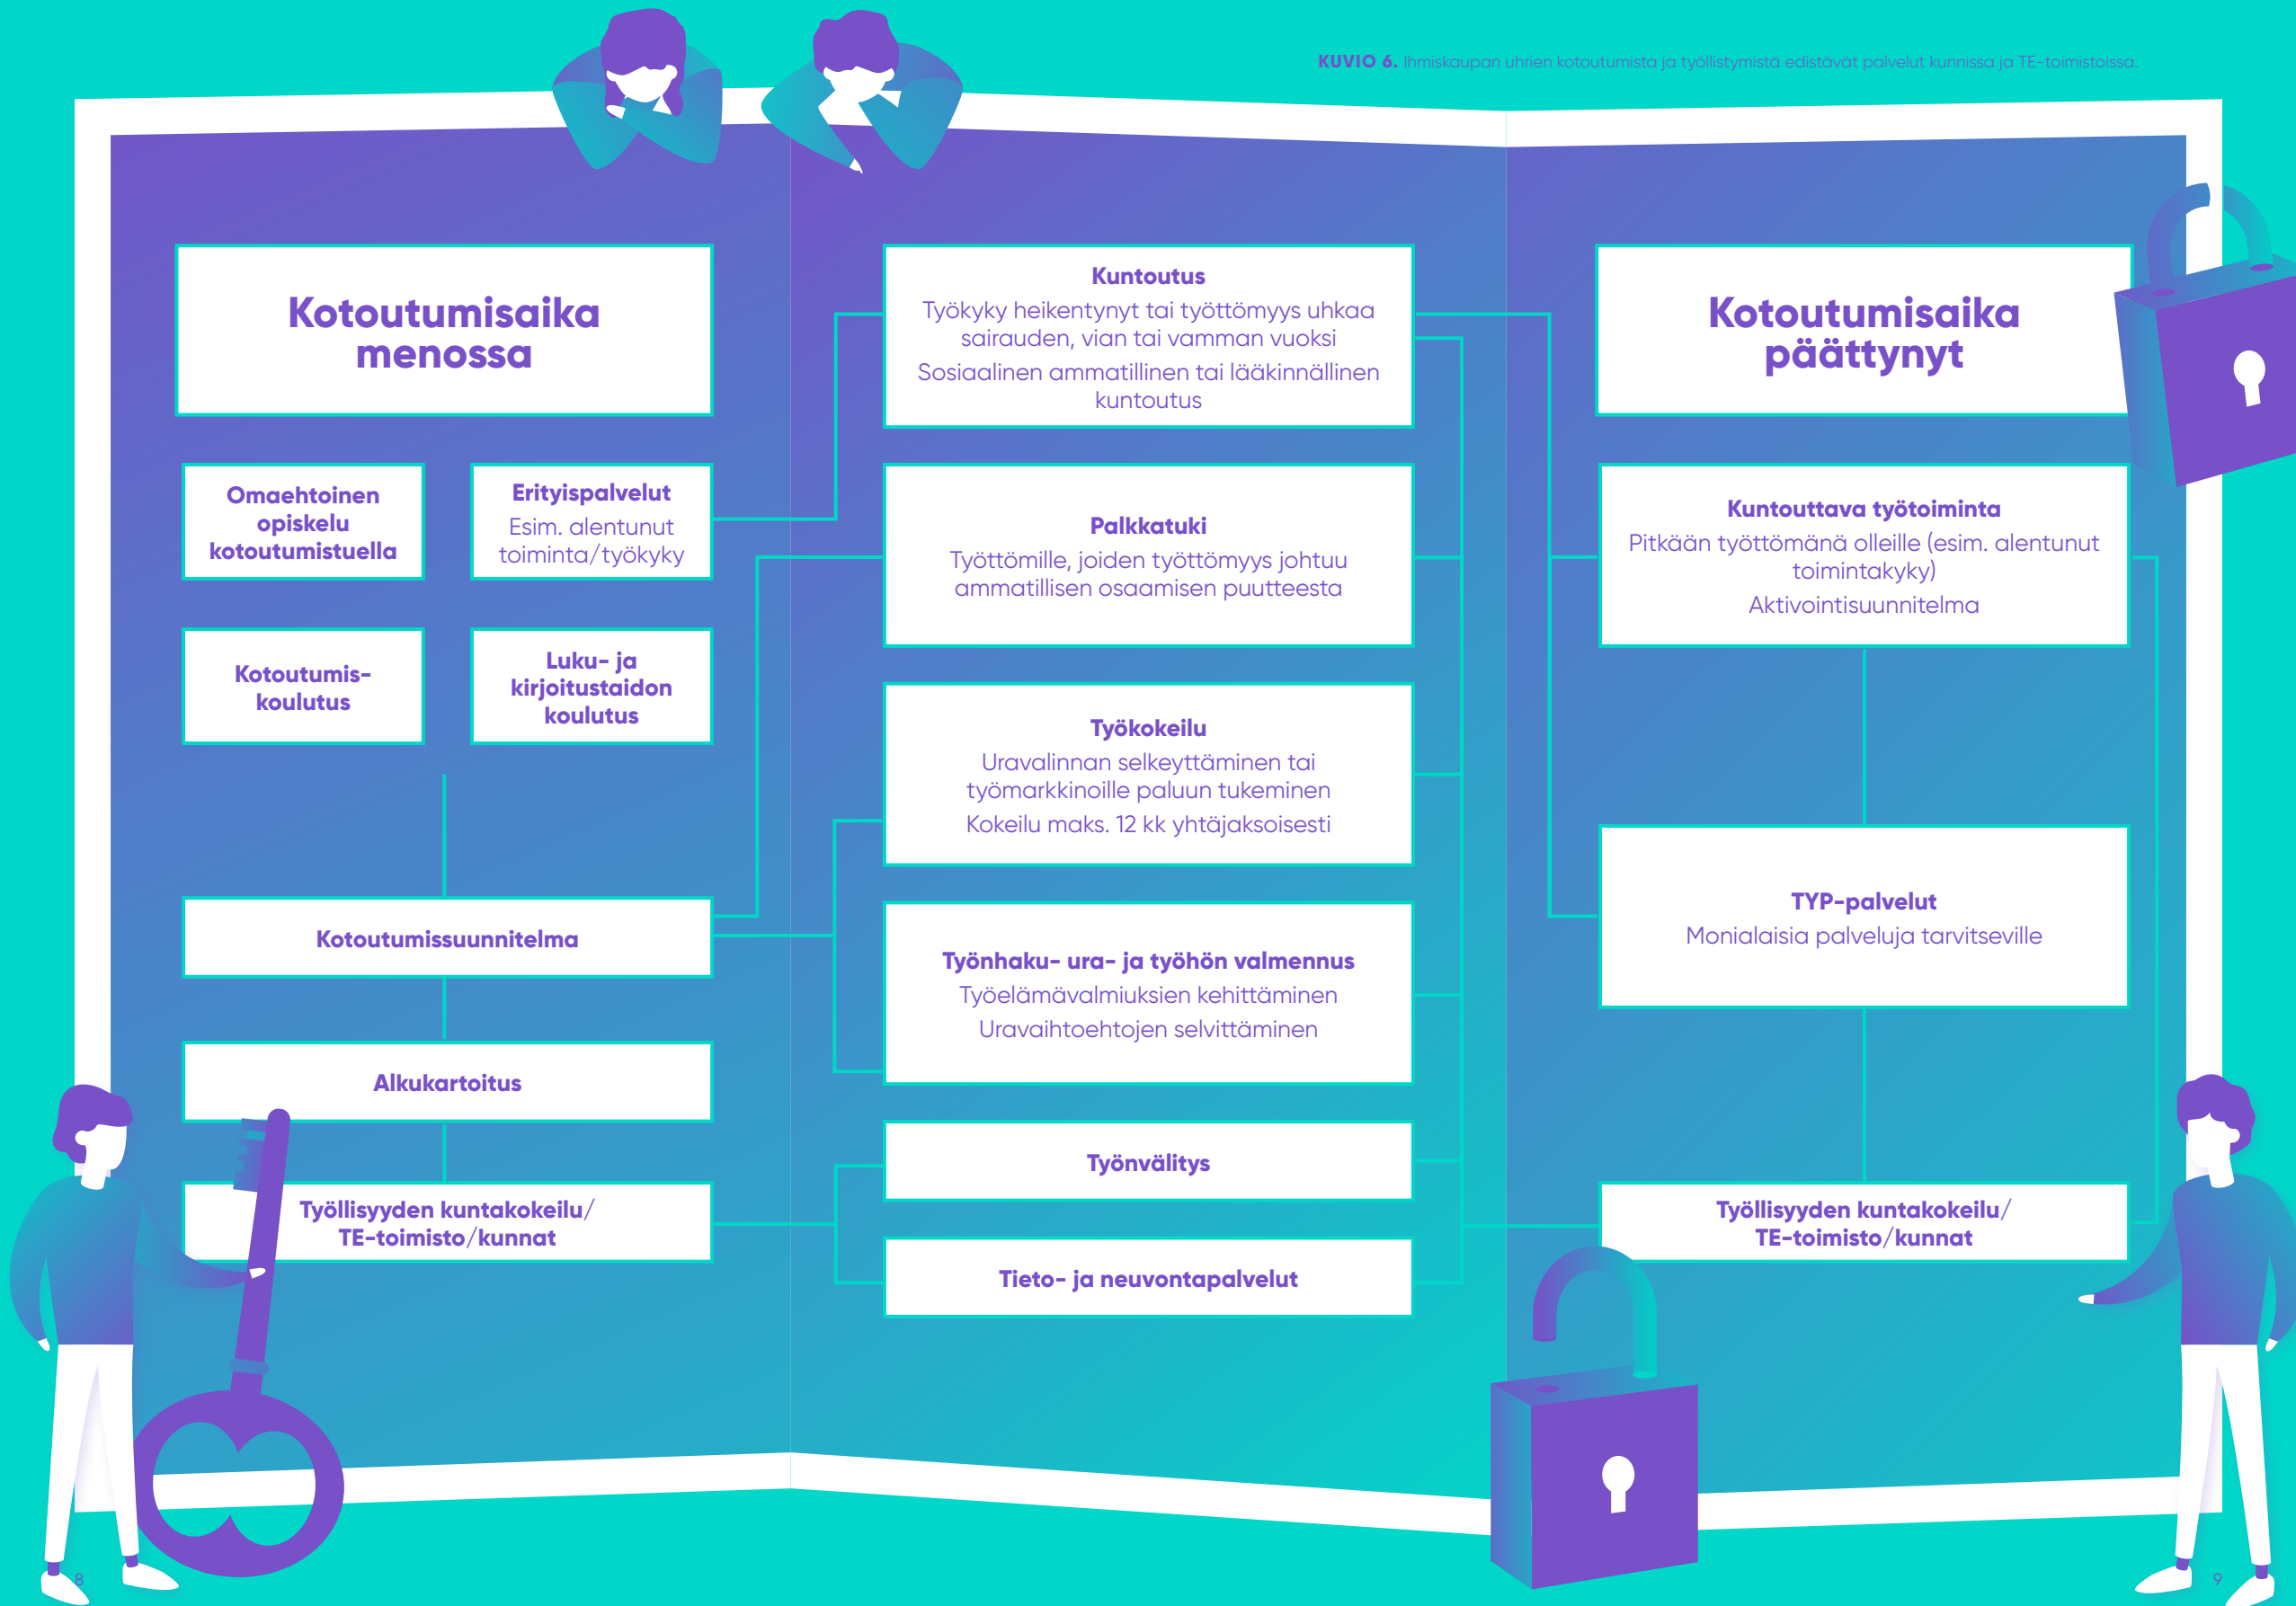 KUVIO 6. Ihmiskaupan uhrien kotoutumista ja työllistymistä edistävät palvelut kunnissa ja TE-toimistoissa.
Kotoutumisaika
menossa
Omaehtoinen
opiskelu
kotoutumistuella
Erityispalvelut
Esim. alentunut
toiminta/työkyky
Kotoutumis-
koulutus
Luku- ja
kirjoitustaidon
koulutus
Kotoutumissuunnitelma
Alkukartoitus
Työllisyyden kuntakokeilu/
TE-toimisto/kunnat
Kuntoutus
Työkyky heikentynyt tai työttömyys uhkaa
sairauden, vian tai vamman vuoksi
Sosiaalinen ammatillinen tai lääkinnällinen
kuntoutus
Palkkatuki
Työttömille, joiden työttömyys johtuu
ammatillisen osaamisen puutteesta
Työkokeilu
Uravalinnan selkeyttäminen tai
työmarkkinoille paluun tukeminen
Kokeilu maks. 12 kk yhtäjaksoisesti
Työnhaku- ura- ja työhön valmennus
Työelämävalmiuksien kehittäminen
Uravaihtoehtojen selvittäminen
Työnvälitys
Tieto- ja neuvontapalvelut
Kotoutumisaika
päättynyt
Kuntouttava työtoiminta
Pitkään työttömänä olleille (esim. alentunut
toimintakyky)
Aktivointisuunnitelma
TYP-palvelut
Monialaisia palveluja tarvitseville
Työllisyyden kuntakokeilu/
TE-toimisto/kunnat
8
9